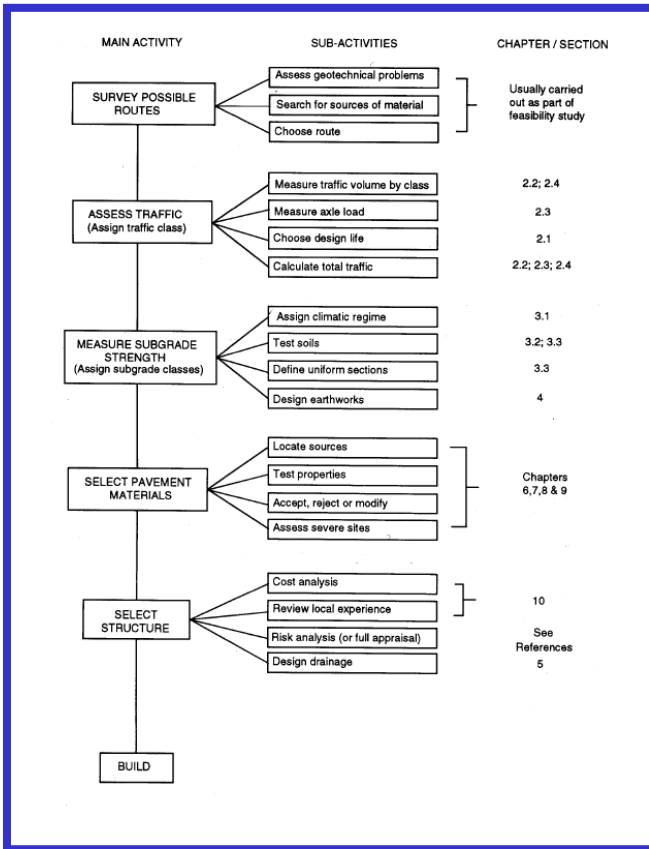 MAIN ACTIVITY
SUB-ACTIVITIES
CHAPTER / SECTION
SURVEY POSSIBLE
ROUTES
Assess geotechnical problems
Search for sources of material
Choose route
Usually carried
out as part of
feasibility study
ASSESS TRAFFIC
(Assign traffic class)
Measure traffic volume by class
2.2; 2.4
Measure axle load
2.3
Choose design life
2.1
Calculate total traffic
2.2; 2.3; 2.4
MEASURE SUBGRADE
STRENGTH
(Assign subgrade classes)
Assign climatic regime
3.1
Test soils
3.2; 3.3
Define uniform sections
3.3
Design earthworks
4
SELECT PAVEMENT
MATERIALS
Locate sources
Test properties
Accept, reject or modify
Assess severe sites
Chapters
6,7,8 & 9
SELECT
STRUCTURE
Cost analysis
Review local experience
10
Risk analysis (or full appraisal)
See
References
Design drainage
5
BUILD